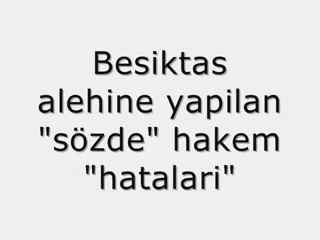 Besiktas
alehine yapilan
"sözde" hakem
"hatalari"